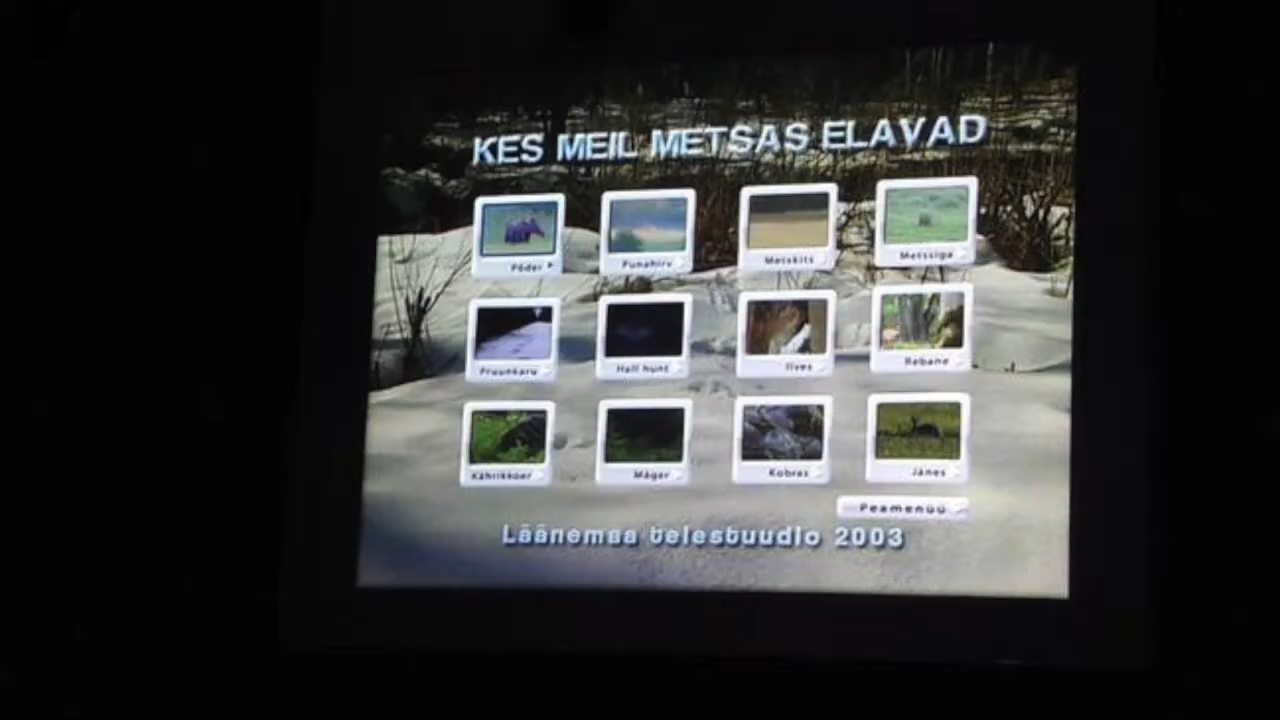 KES MEIL METSAS ELAVAD
Põder Punahirv Metskits Metssiga
Pruunkaru Hall hunt Ilves Rebane
Kährikkoer Mäger Kobras Jänes
Peamenüü
Läänemaa telestuudio 2003